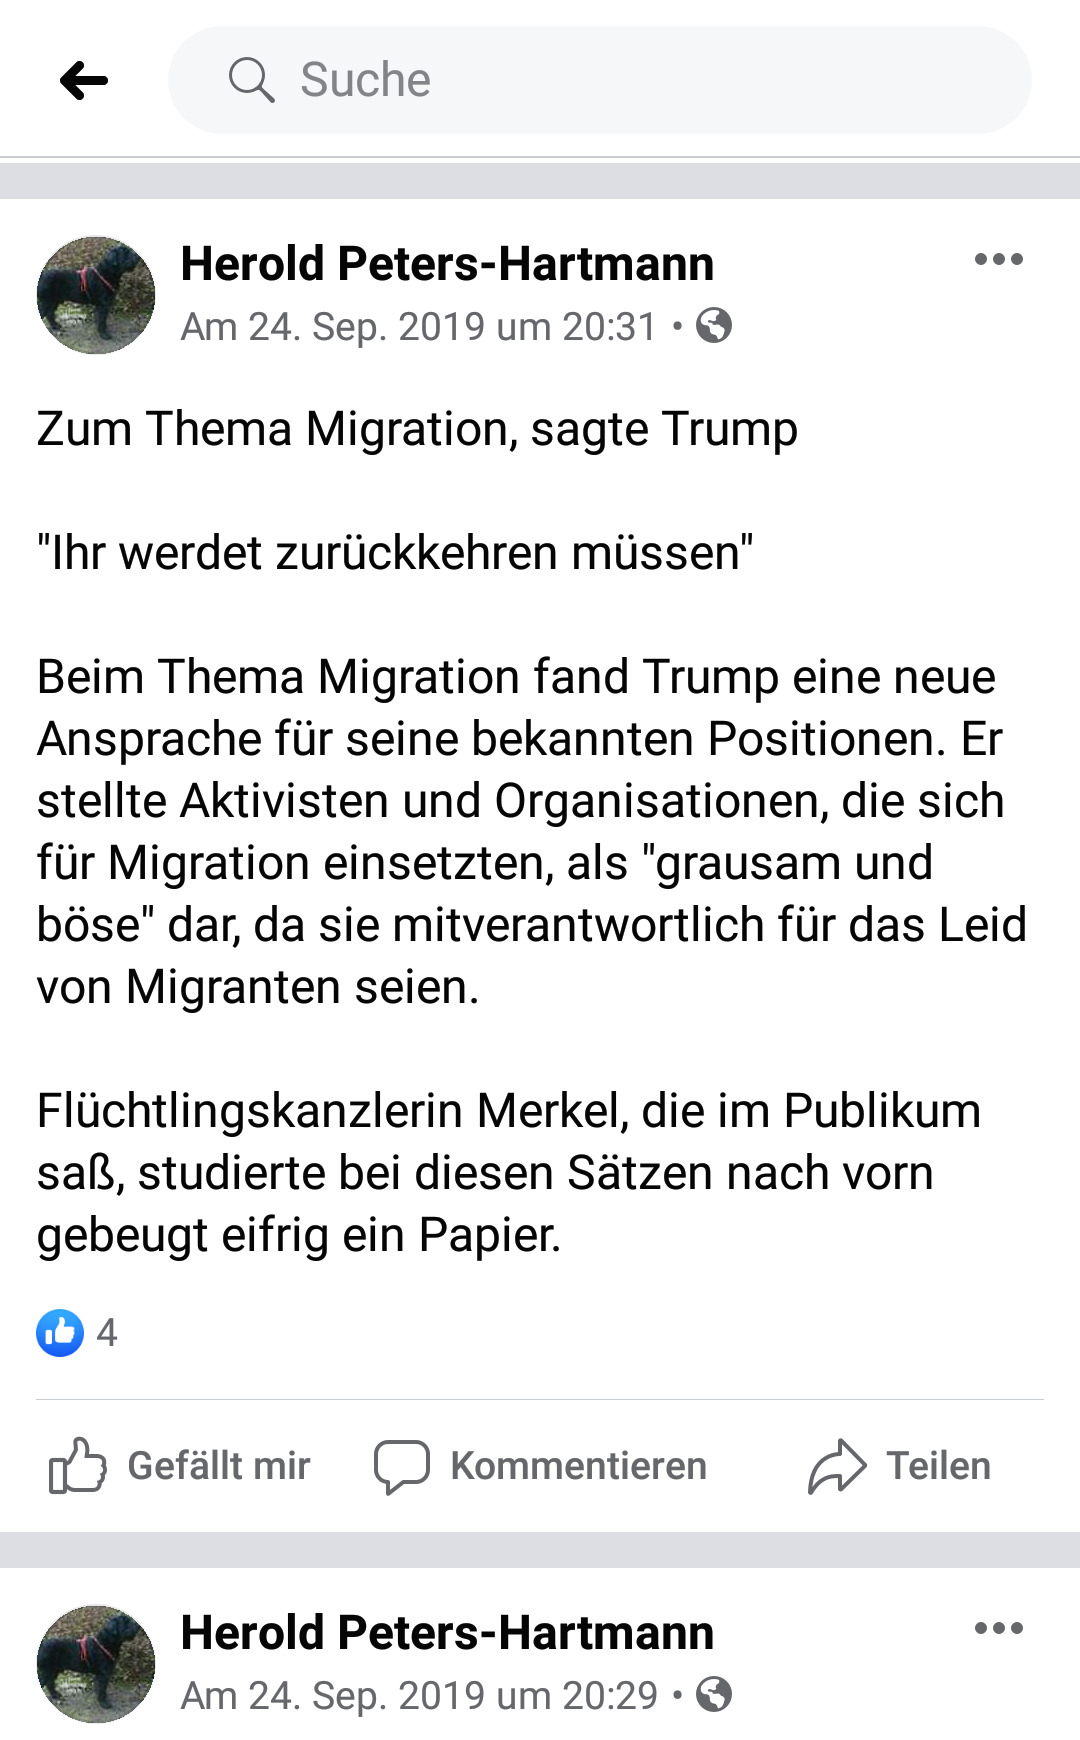 Suche
Herold Peters-Hartmann
Am 24. Sep. 2019 um 20:31 •
Zum Thema Migration, sagte Trump
"Ihr werdet zurückkehren müssen"
Beim Thema Migration fand Trump eine neue
Ansprache für seine bekannten Positionen. Er
stellte Aktivisten und Organisationen, die sich
für Migration einsetzten, als "grausam und
böse" dar, da sie mitverantwortlich für das Leid
von Migranten seien.
Flüchtlingskanzlerin Merkel, die im Publikum
saß, studierte bei diesen Sätzen nach vorn
gebeugt eifrig ein Papier.
4
Gefällt mir Kommentieren Teilen
Herold Peters-Hartmann
Am 24. Sep. 2019 um 20:29 •